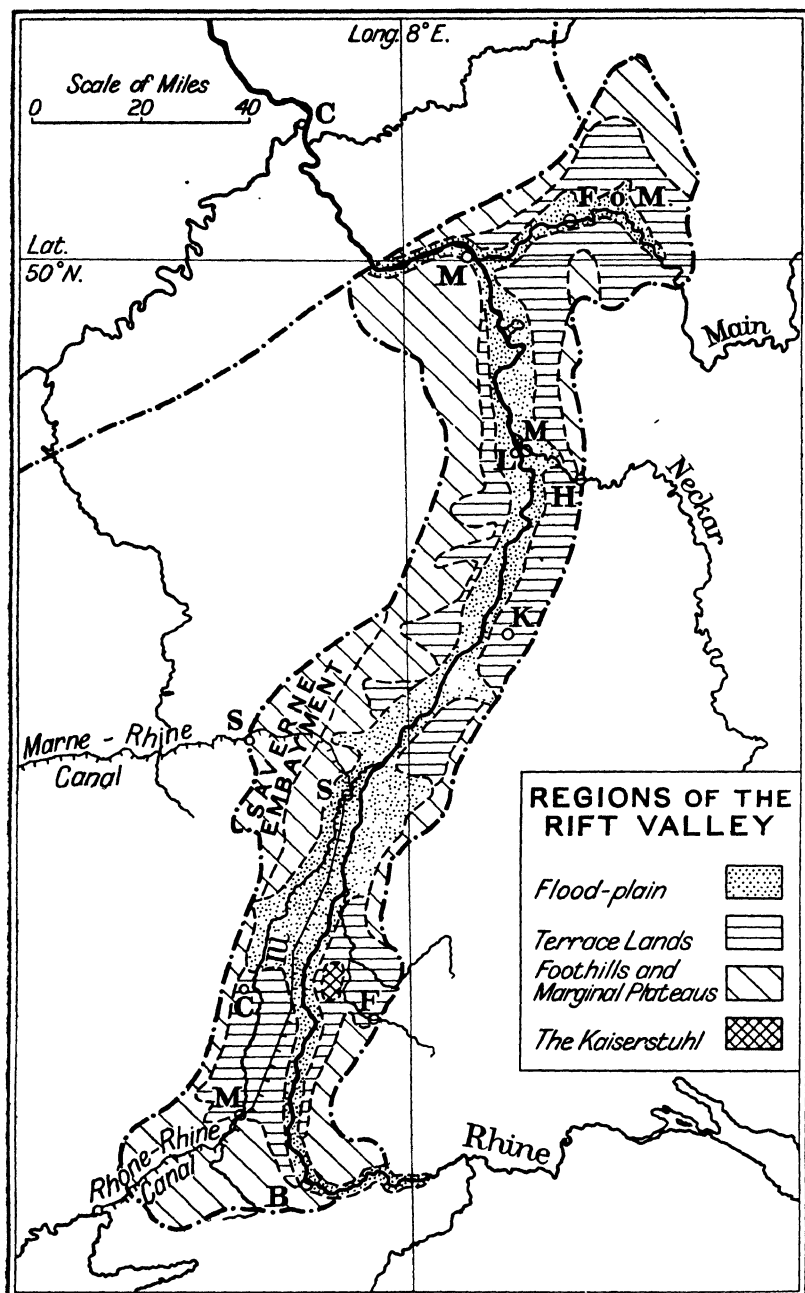 Long. 8° E.
Scale of Miles
0 20 40
C
F o M.
Lat.
50° N.
M
R
Main
M
L
H
Neckar
K
SAVERNE
EMBAYMENT
S
Marne - Rhine
Canal
S
REGIONS OF THE
RIFT VALLEY
Flood-plain
Terrace Lands
Foothills and
Marginal Plateaus
The Kaiserstuhl
Ill
C
F
M
Rhone-Rhine
Canal
B
Rhine